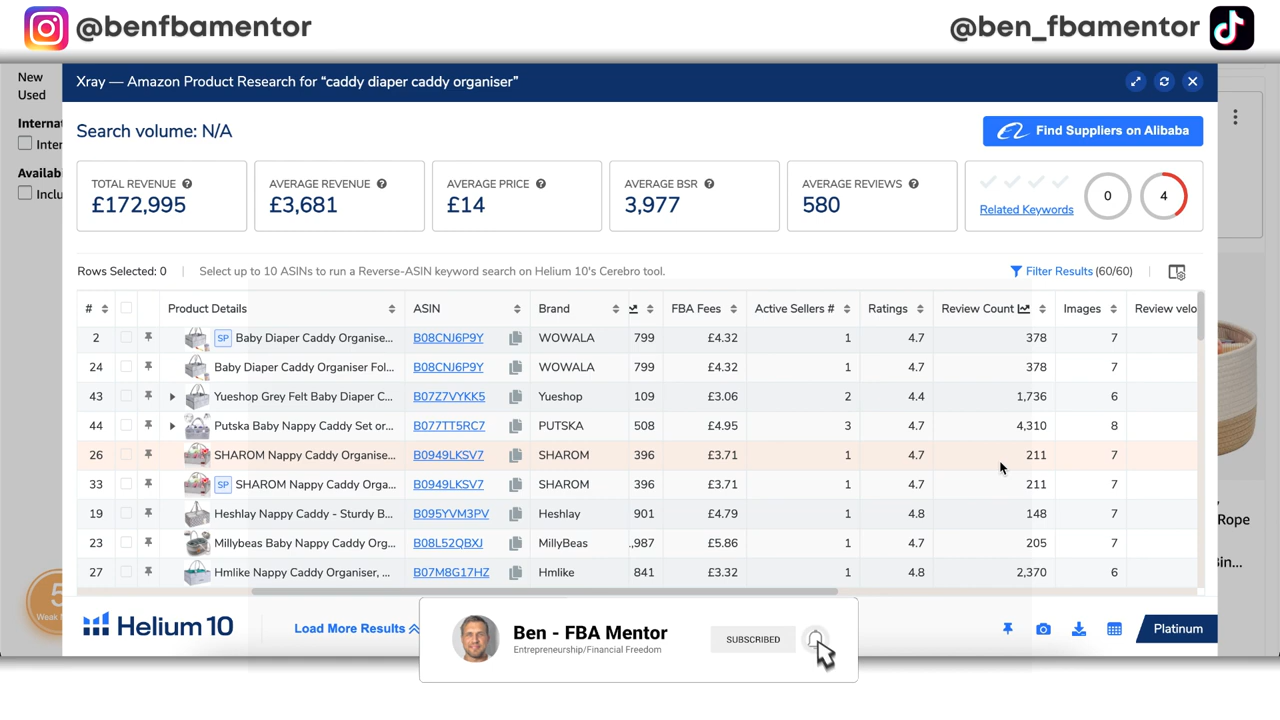 @benfbamentor
@ben_fbamentor
New
Used
Internat
Inter
Availab
Inclu
Xray — Amazon Product Research for “caddy diaper caddy organiser”
Search volume: N/A
Find Suppliers on Alibaba
TOTAL REVENUE
£172,995
AVERAGE REVENUE
£3,681
AVERAGE PRICE
£14
AVERAGE BSR
3,977
AVERAGE REVIEWS
580
Related Keywords
0
4
Rows Selected: 0 | Select up to 10 ASINs to run a Reverse-ASIN keyword search on Helium 10's Cerebro tool.
Filter Results (60/60)
# Product Details ASIN Brand FBA Fees Active Sellers # Ratings Review Count Images Review velo
2 SP Baby Diaper Caddy Organise... B08CNJ6P9Y WOWALA 799 £4.32 1 4.7 378 7
24 Baby Diaper Caddy Organiser Fol... B08CNJ6P9Y WOWALA 799 £4.32 1 4.7 378 7
43 Yueshop Grey Felt Baby Diaper C... B07Z7VYKK5 Yueshop 109 £3.06 2 4.4 1,736 6
44 Putska Baby Nappy Caddy Set or... B077TT5RC7 PUTSKA 508 £4.95 3 4.7 4,310 8
26 SHAROM Nappy Caddy Organise... B0949LKSV7 SHAROM 396 £3.71 1 4.7 211 7
33 SP SHAROM Nappy Caddy Orga... B0949LKSV7 SHAROM 396 £3.71 1 4.7 211 7
19 Heshlay Nappy Caddy - Sturdy B... B095YVM3PV Heshlay 901 £4.79 1 4.8 148 7
23 Millybeas Baby Nappy Caddy Org... B08L52QBXJ MillyBeas ,987 £5.86 1 4.7 205 7
27 Hmlike Nappy Caddy Organiser, ... B07M8G17HZ Hmlike 841 £3.32 1 4.8 2,370 6
Rope
Bin...
5
Weak
Helium 10
Load More Results
Platinum
Ben - FBA Mentor
Entrepreneurship/Financial Freedom
SUBSCRIBED